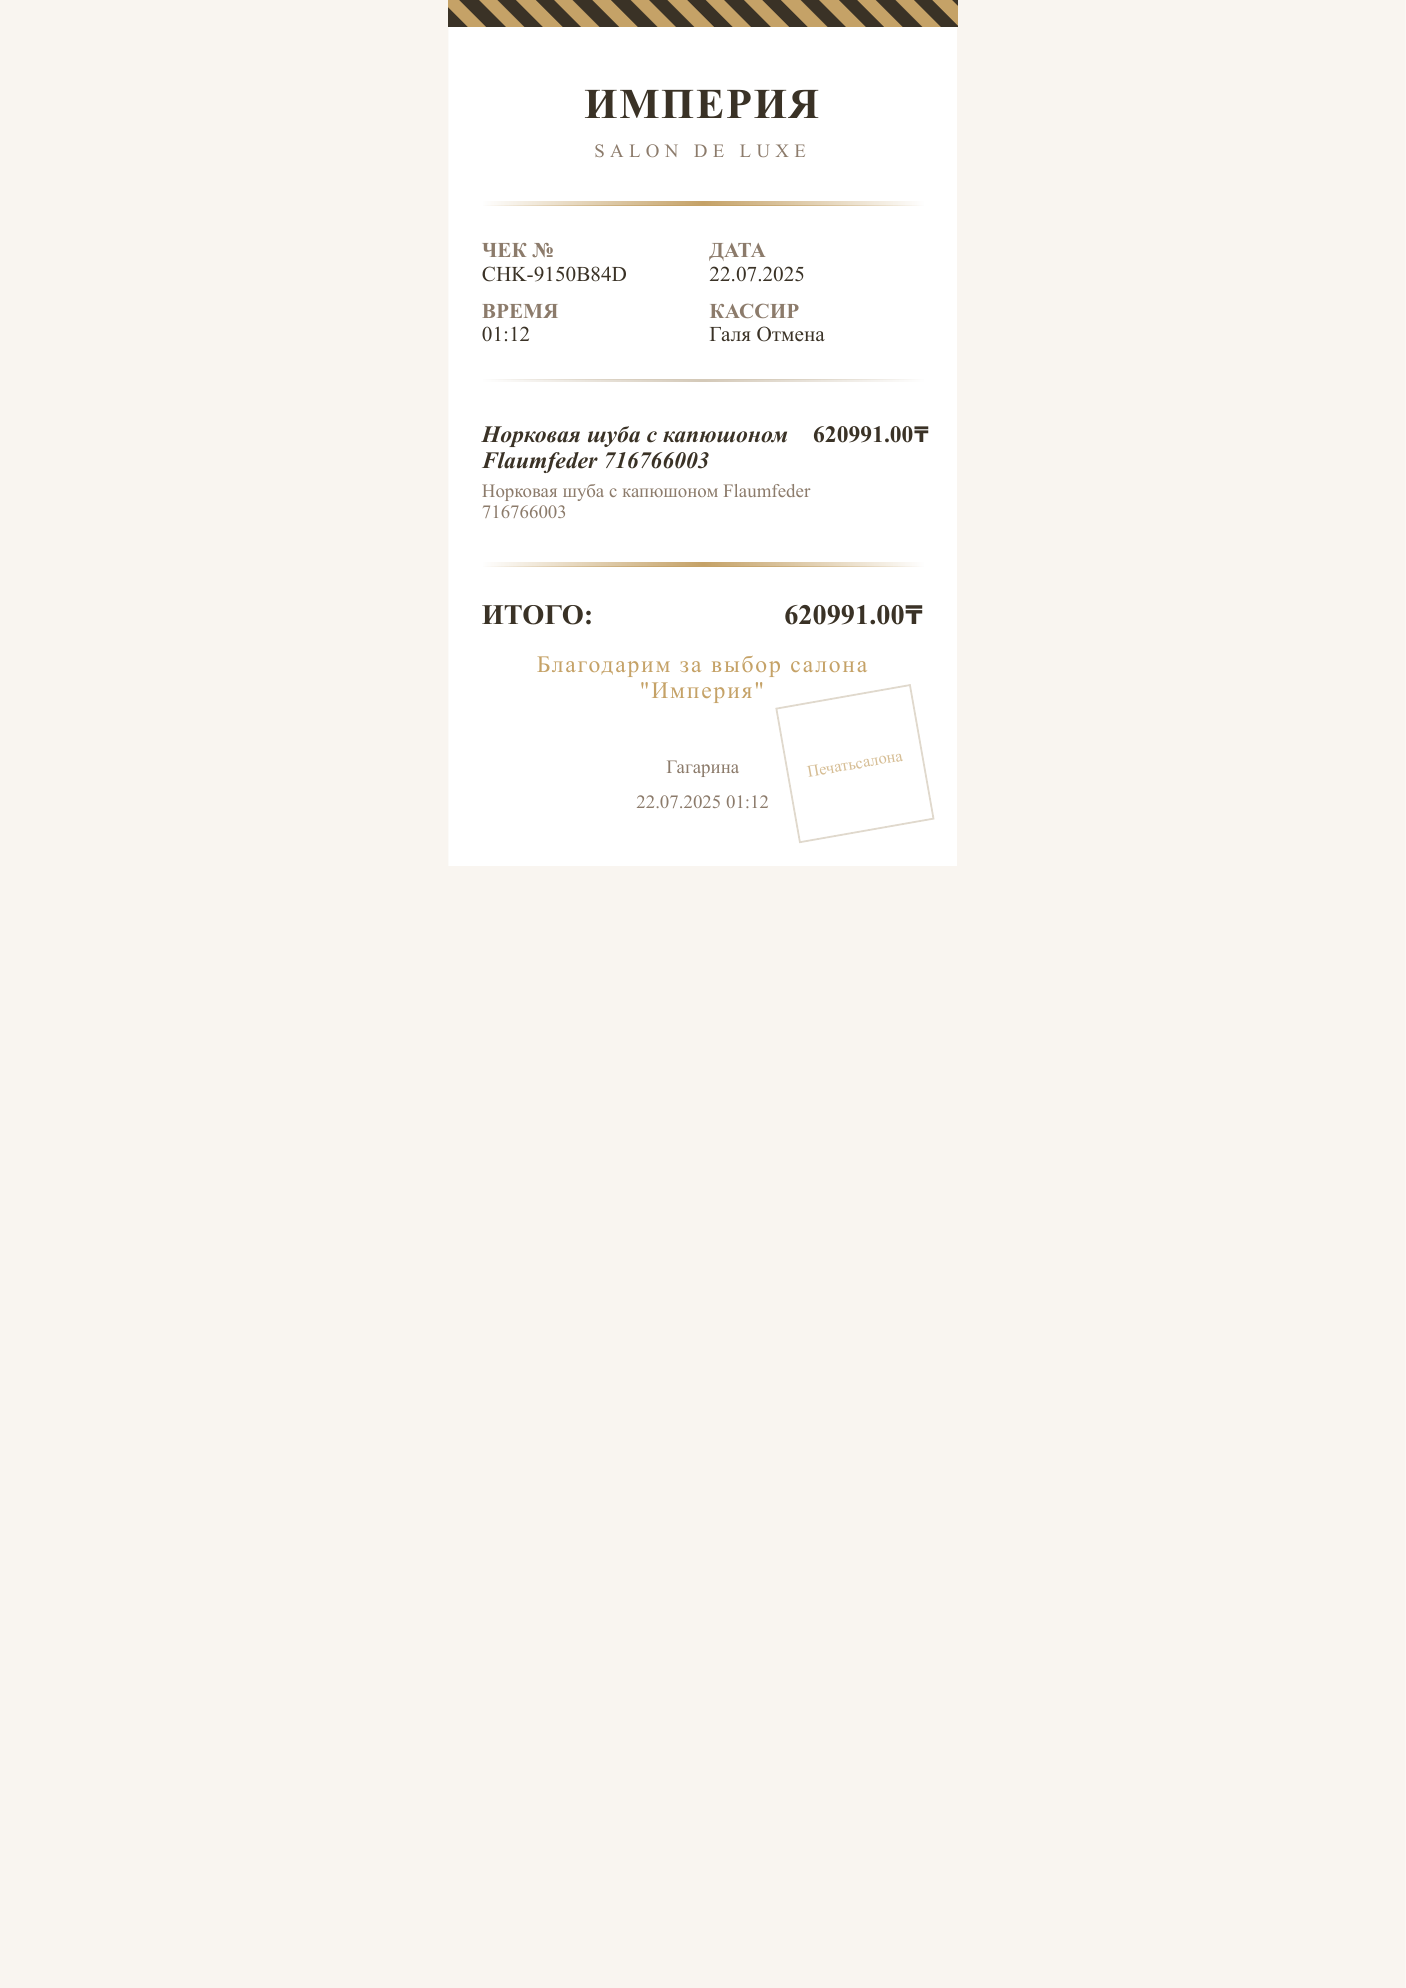 ИМПЕРИЯ
SALON DE LUXE
ЧЕК №
CHK-9150B84D
ДАТА
22.07.2025
ВРЕМЯ
01:12
КАССИР
Галя Отмена
Норковая шуба с капюшоном 620991.00₸
Flaumfeder 716766003
Норковая шуба с капюшоном Flaumfeder
716766003
ИТОГО: 620991.00₸
Благодарим за выбор салона
"Империя"
Печатьсалона
Гагарина
22.07.2025 01:12